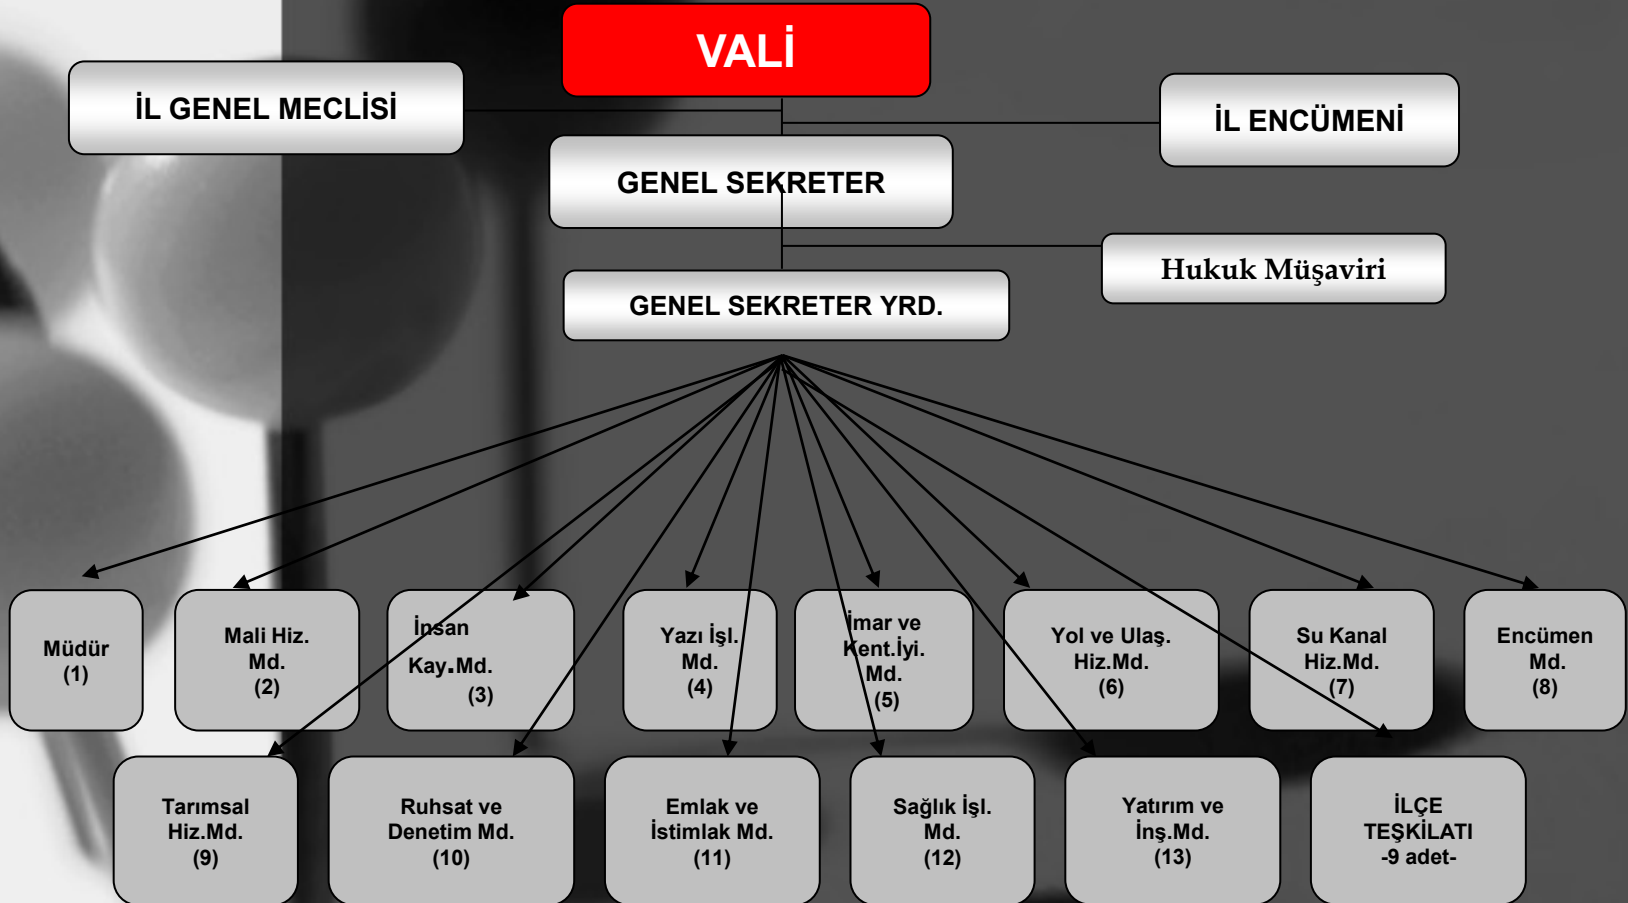 VALİ
İL GENEL MECLİSİ
İL ENCÜMENİ
GENEL SEKRETER
Hukuk Müşaviri
GENEL SEKRETER YRD.
Müdür
(1)
Mali Hiz.
Md.
(2)
İnsan
Kay.Md.
(3)
Yazı İşl.
Md.
(4)
İmar ve
Kent.İyi.
Md.
(5)
Yol ve Ulaş.
Hiz.Md.
(6)
Su Kanal
Hiz.Md.
(7)
Encümen
Md.
(8)
Tarımsal
Hiz.Md.
(9)
Ruhsat ve
Denetim Md.
(10)
Emlak ve
İstimlak Md.
(11)
Sağlık İşl.
Md.
(12)
Yatırım ve
İnş.Md.
(13)
İLÇE
TEŞKİLATI
-9 adet-